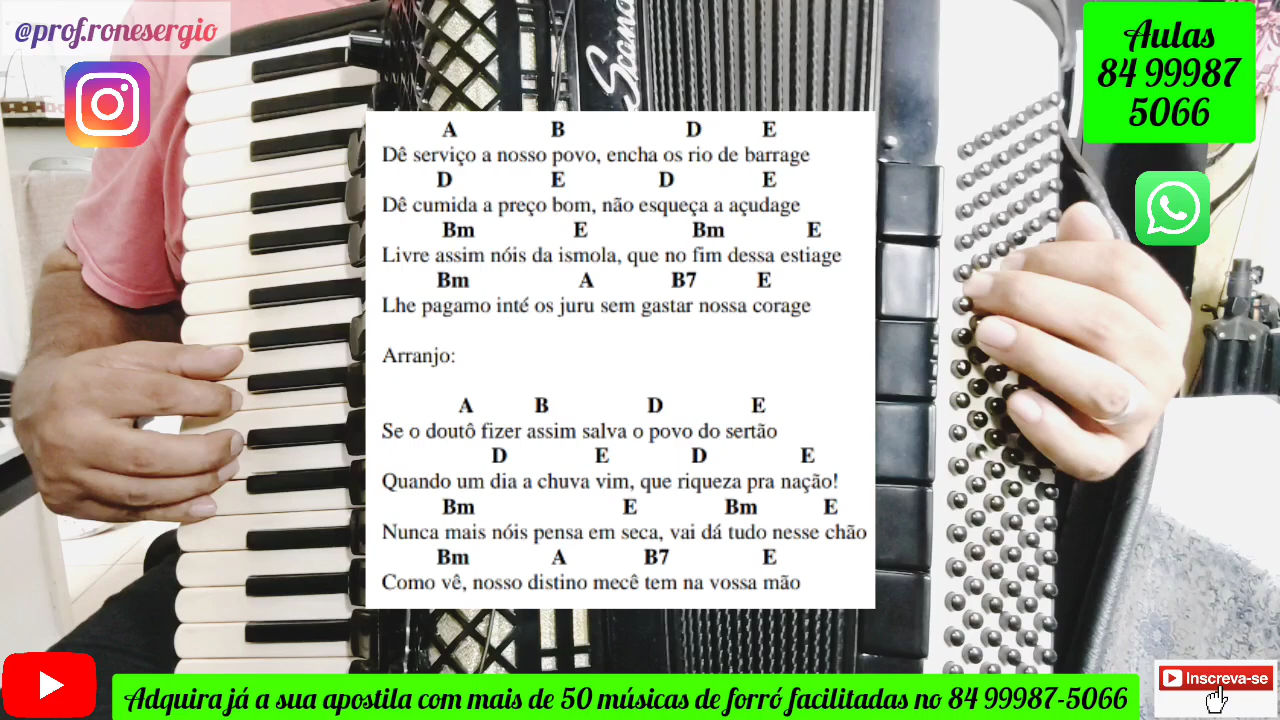 @prof.ronesergio
Aulas
84 99987
5066
A B D E
Dê serviço a nosso povo, encha os rio de barrage
D E D E
Dê cumida a preço bom, não esqueça a açudage
Bm E Bm E
Livre assim nóis da ismola, que no fim dessa estiage
Bm A B7 E
Lhe pagamo inté os juru sem gastar nossa corage
Arranjo:
A B D E
Se o doutô fizer assim salva o povo do sertão
D E D E
Quando um dia a chuva vim, que riqueza pra nação!
Bm E Bm E
Nunca mais nóis pensa em seca, vai dá tudo nesse chão
Bm A B7 E
Como vê, nosso distino mecê tem na vossa mão
Adquira já a sua apostila com mais de 50 músicas de forró facilitadas no 84 99987-5066
Inscreva-se